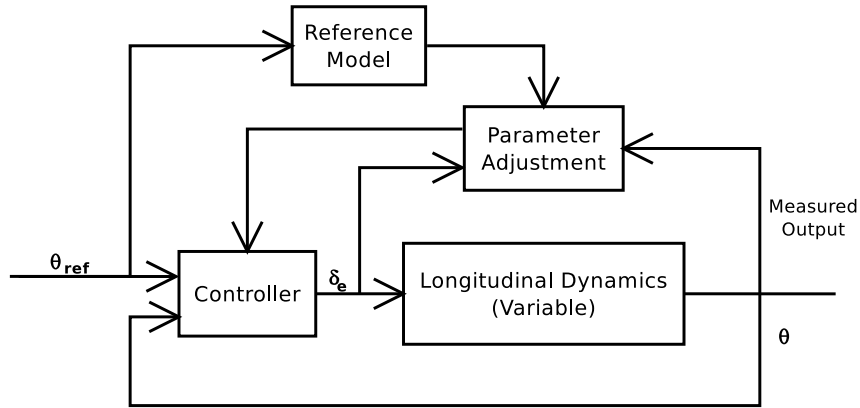 Reference
Model
Parameter
Adjustment
Measured
Output
θref
Controller
δe
Longitudinal Dynamics
(Variable)
θ